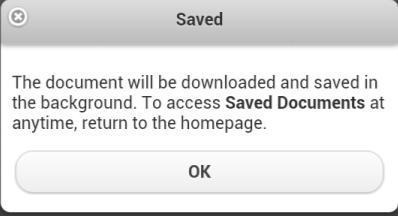 Saved
The document will be downloaded and saved in
the background. To access Saved Documents at
anytime, return to the homepage.
OK